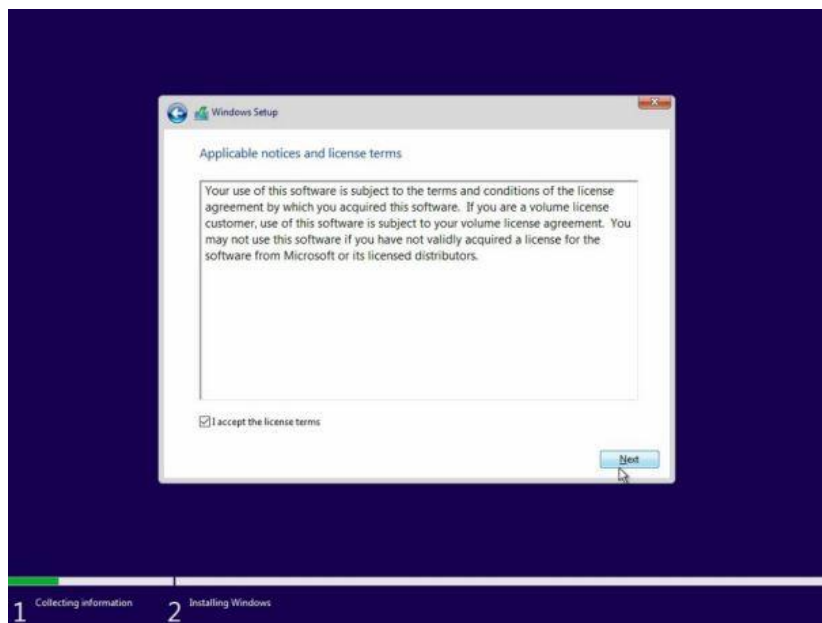 Windows Setup
Applicable notices and license terms
Your use of this software is subject to the terms and conditions of the license
agreement by which you acquired this software.  If you are a volume license
customer, use of this software is subject to your volume license agreement.  You
may not use this software if you have not validly acquired a license for the
software from Microsoft or its licensed distributors.
I accept the license terms
Next
1 Collecting information 2 Installing Windows